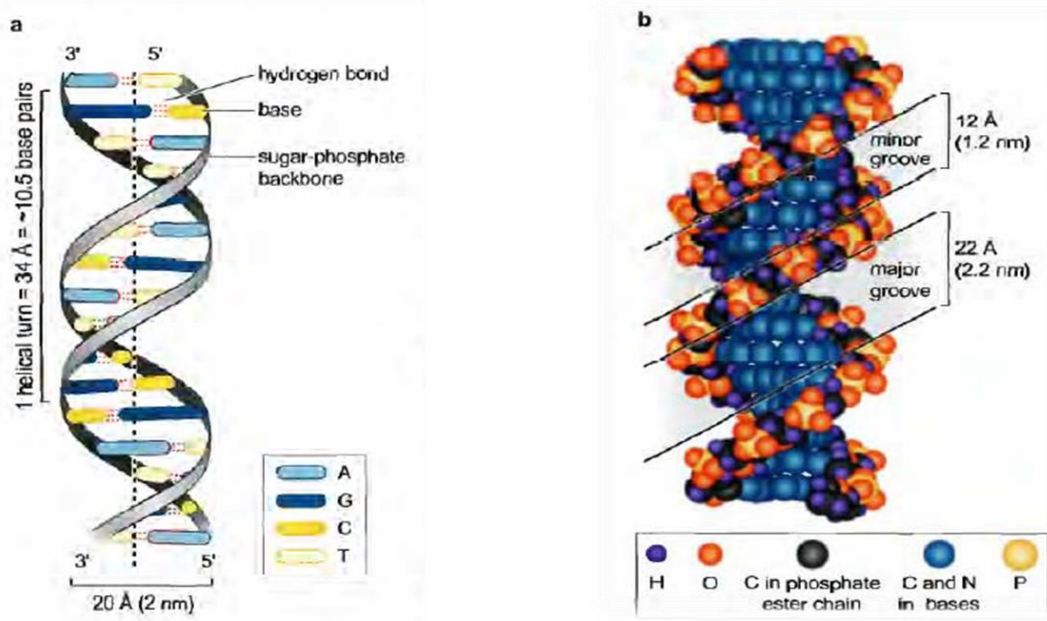 a
3' 5'
hydrogen bond
base
sugar-phosphate
backbone
1 helical turn = 34 Å = ~10.5 base pairs
A
G
C
T
3' 5'
20 Å (2 nm)
b
12 Å
(1.2 nm)
minor
groove
22 Å
(2.2 nm)
major
groove
H O C in phosphate ester chain C and N in bases P